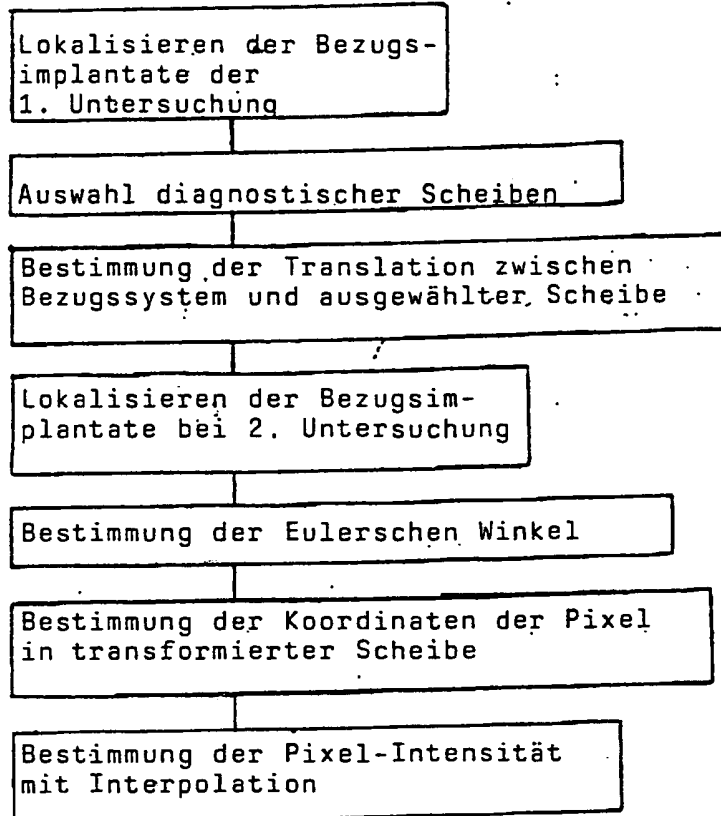 Lokalisieren der Bezugs-
implantate der
1. Untersuchung
Auswahl diagnostischer Scheiben
Bestimmung der Translation zwischen
Bezugssystem und ausgewählter Scheibe
Lokalisieren der Bezugsim-
plantate bei 2. Untersuchung
Bestimmung der Eulerschen Winkel
Bestimmung der Koordinaten der Pixel
in transformierter Scheibe
Bestimmung der Pixel-Intensität
mit Interpolation